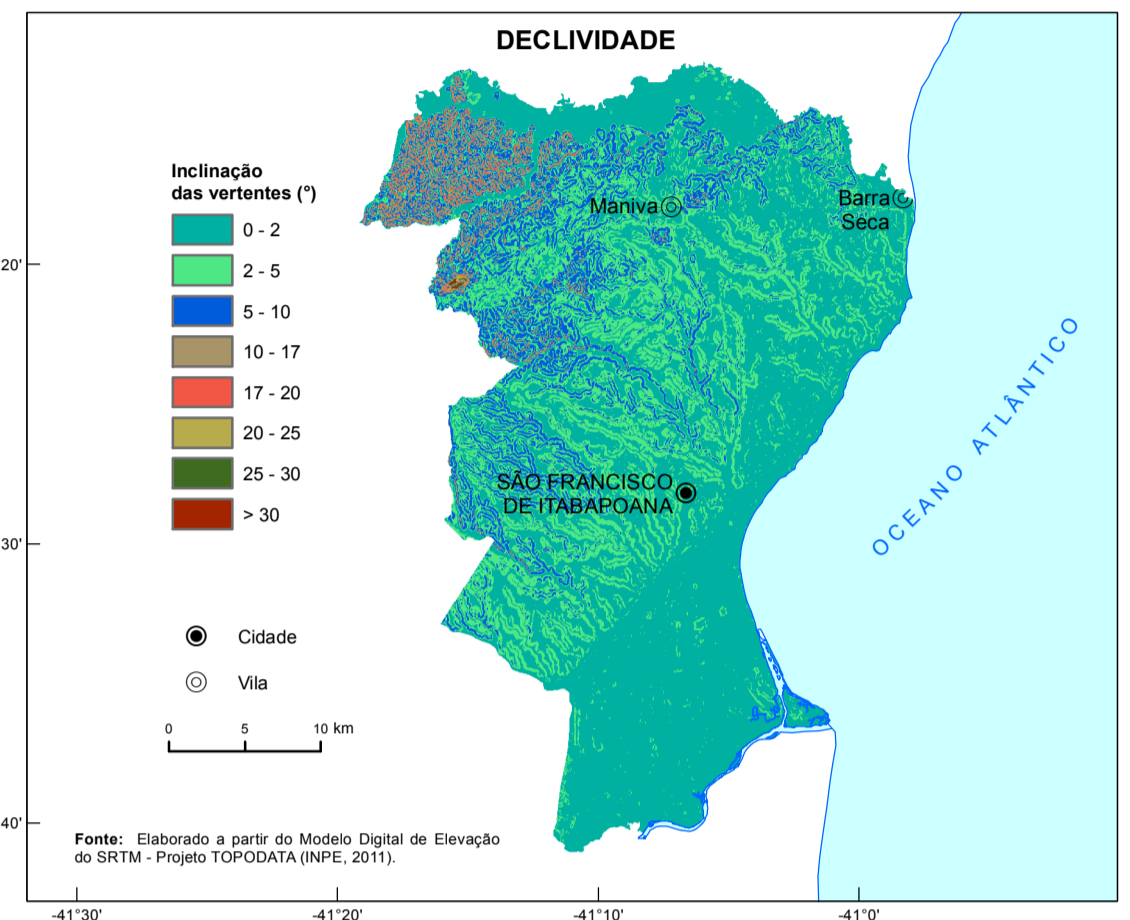 DECLIVIDADE
Inclinação
das vertentes (°)
0 - 2
2 - 5
5 - 10
10 - 17
17 - 20
20 - 25
25 - 30
> 30
Maniva
Barra
Seca
SÃO FRANCISCO
DE ITABAPOANA
OCEANO ATLÂNTICO
Cidade
Vila
0 5 10 km
Fonte: Elaborado a partir do Modelo Digital de Elevação
do SRTM - Projeto TOPODATA (INPE, 2011).
20'
30'
40'
-41°30' -41°20' -41°10' -41°0'